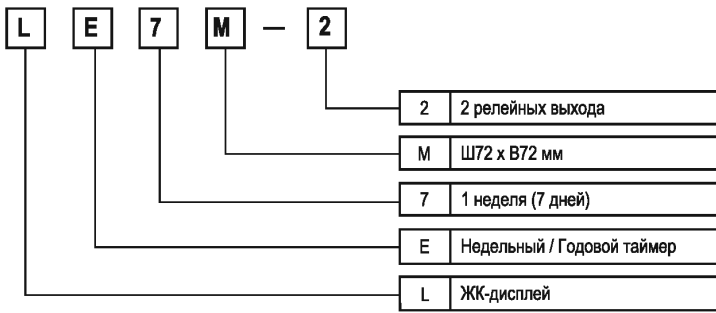 L E 7 M — 2
2 2 релейных выхода
M Ш72 x В72 мм
7 1 неделя (7 дней)
E Недельный / Годовой таймер
L ЖК-дисплей